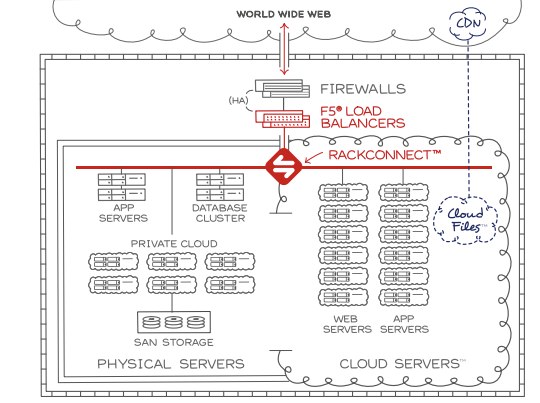 WORLD WIDE WEB
CDN
FIREWALLS
(HA)
F5® LOAD
BALANCERS
RACKCONNECT™
APP
SERVERS
DATABASE
CLUSTER
Cloud
Files™
PRIVATE CLOUD
WEB
SERVERS
APP
SERVERS
SAN STORAGE
PHYSICAL SERVERS
CLOUD SERVERS™